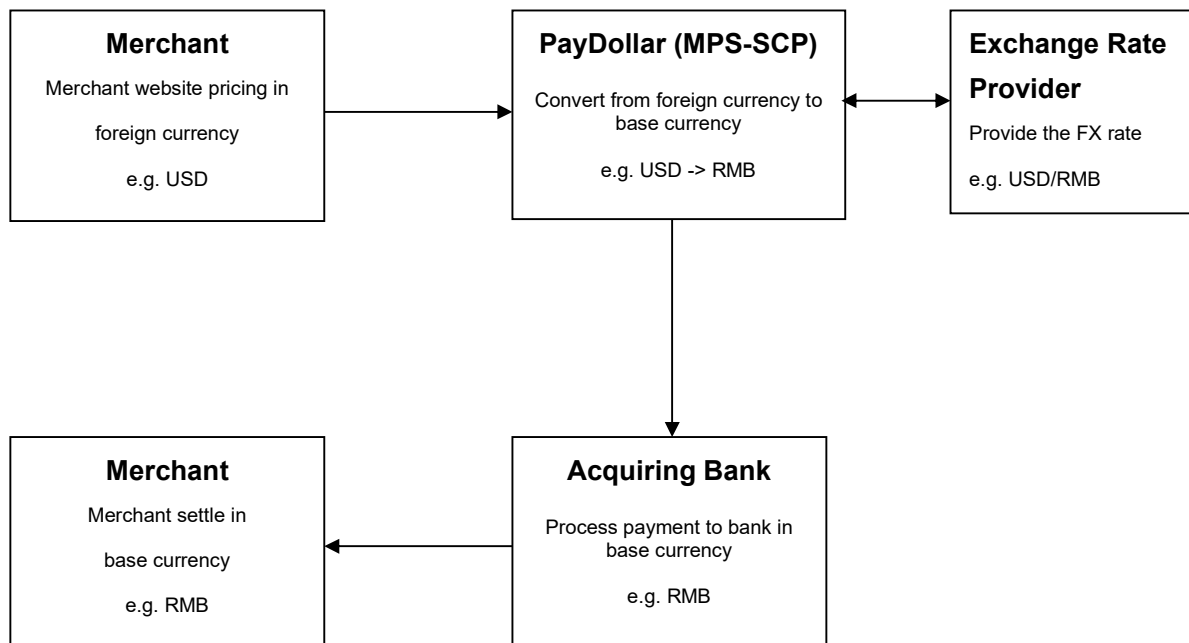 Merchant
Merchant website pricing in
foreign currency
e.g. USD
PayDollar (MPS-SCP)
Convert from foreign currency to
base currency
e.g. USD -> RMB
Exchange Rate
Provider
Provide the FX rate
e.g. USD/RMB
Merchant
Merchant settle in
base currency
e.g. RMB
Acquiring Bank
Process payment to bank in
base currency
e.g. RMB